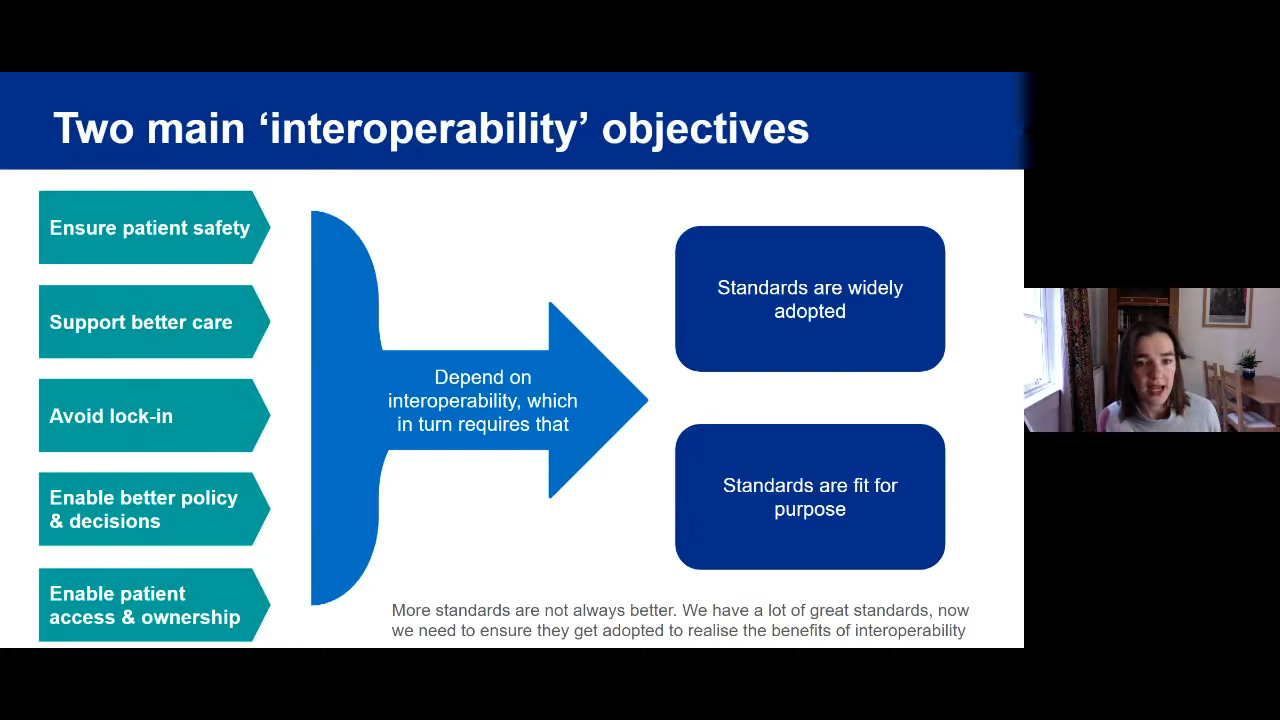 Two main ‘interoperability’ objectives
Ensure patient safety
Support better care
Avoid lock-in
Enable better policy
& decisions
Enable patient
access & ownership
Depend on
interoperability, which
in turn requires that
Standards are widely
adopted
Standards are fit for
purpose
More standards are not always better. We have a lot of great standards, now
we need to ensure they get adopted to realise the benefits of interoperability